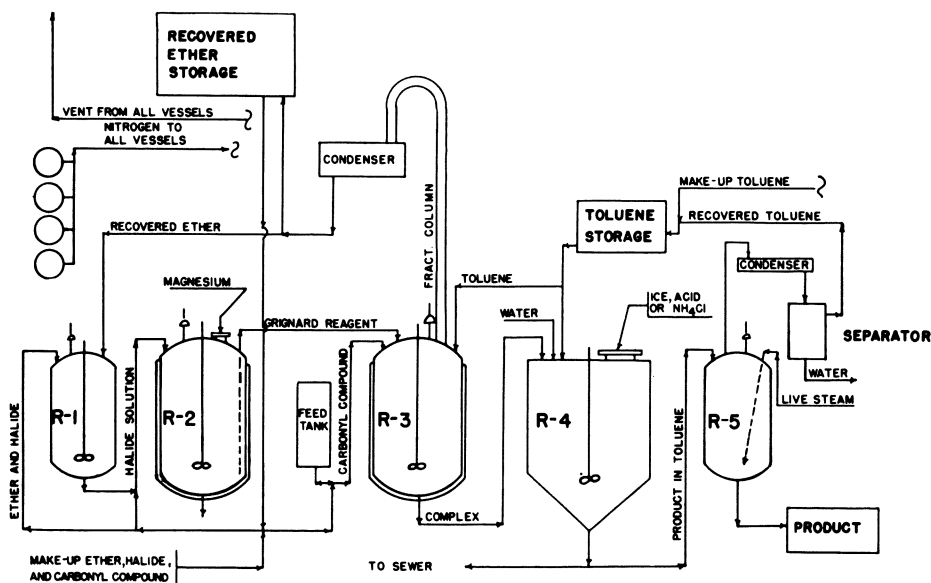 RECOVERED
ETHER
STORAGE
VENT FROM ALL VESSELS
NITROGEN TO
ALL VESSELS
CONDENSER
FRACT. COLUMN
MAKE-UP TOLUENE
TOLUENE
STORAGE
RECOVERED TOLUENE
RECOVERED ETHER
CONDENSER
MAGNESIUM
TOLUENE
ICE, ACID
OR NH4Cl
WATER
GRIGNARD REAGENT
SEPARATOR
WATER
LIVE STEAM
ETHER AND HALIDE
R-1
HALIDE SOLUTION
R-2
FEED
TANK
CARBONYL COMPOUND
R-3
R-4
PRODUCT IN TOLUENE
R-5
COMPLEX
PRODUCT
MAKE-UP ETHER, HALIDE,
AND CARBONYL COMPOUND
TO SEWER